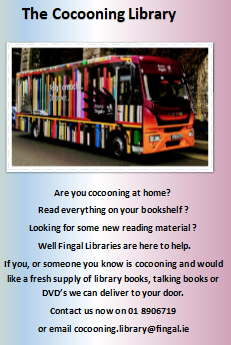 The Cocooning Library
Are you cocooning at home?
Read everything on your bookshelf?
Looking for some new reading material?
Well Fingal Libraries are here to help.
If you, or someone you know is cocooning and would
like a fresh supply of library books, talking books or
DVD's we can deliver to your door.
Contact us now on 01 8906719
or email cocooning.library@fingal.ie